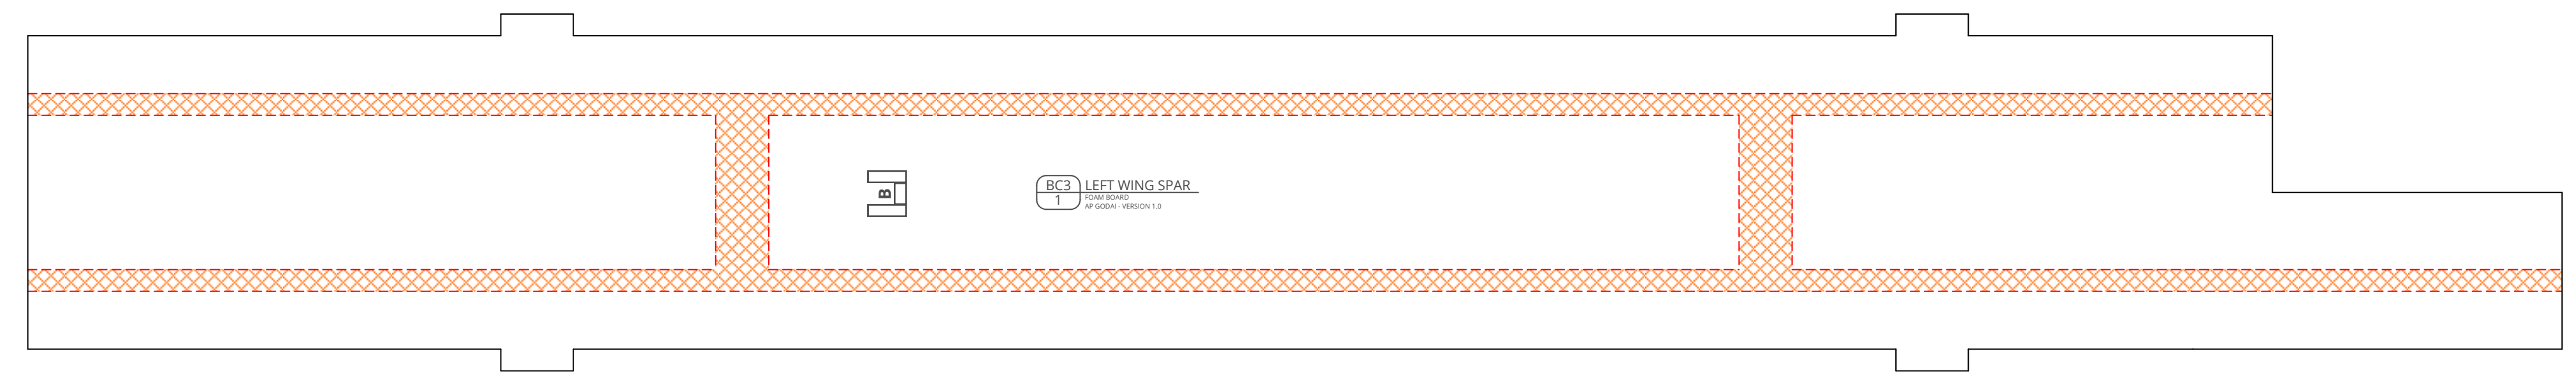 B
BC3
1
LEFT WING SPAR
FOAM BOARD
AP GODAI - VERSION 1.0